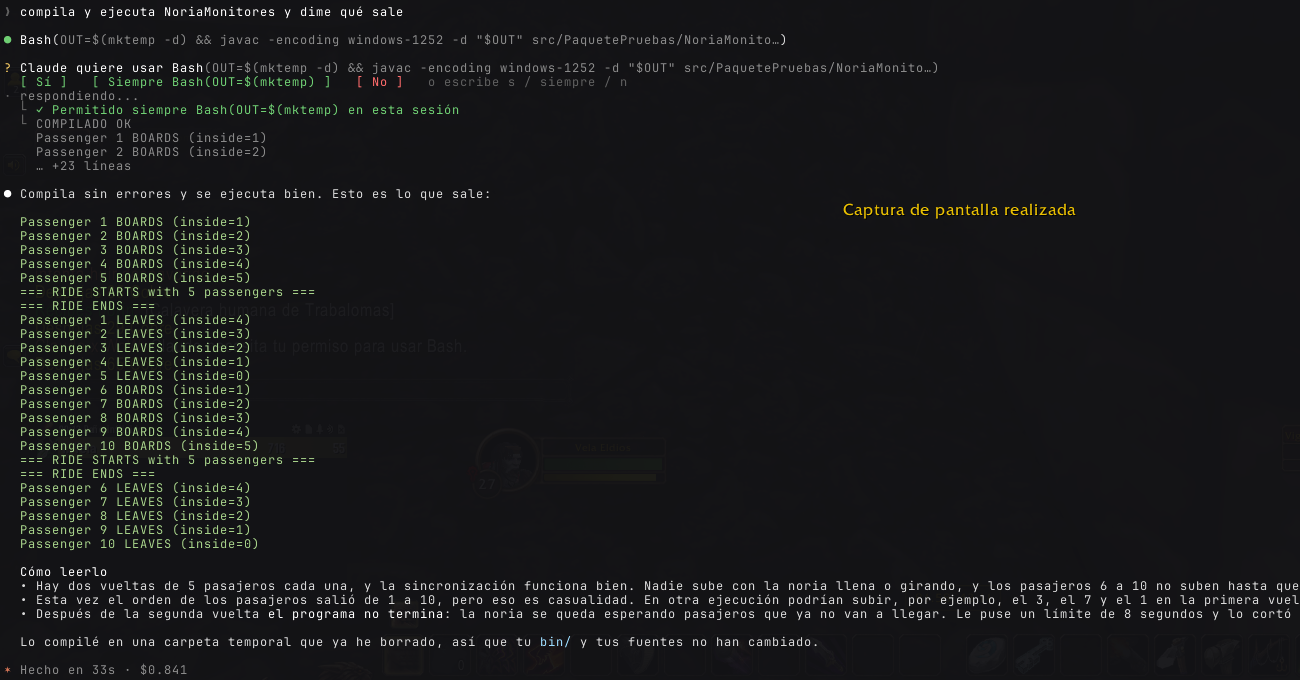 ⟩ compila y ejecuta NoriaMonitores y dime qué sale
● Bash(OUT=$(mktemp -d) && javac -encoding windows-1252 -d "$OUT" src/PaquetePruebas/NoriaMonito…)
? Claude quiere usar Bash(OUT=$(mktemp -d) && javac -encoding windows-1252 -d "$OUT" src/PaquetePruebas/NoriaMonito…)
[ Sí ] [ Siempre Bash(OUT=$(mktemp) ] [ No ] o escribe s / siempre / n
· respondiendo...
└ ✓ Permitido siempre Bash(OUT=$(mktemp) en esta sesión
└ COMPILADO OK
Passenger 1 BOARDS (inside=1)
Passenger 2 BOARDS (inside=2)
… +23 líneas
● Compila sin errores y se ejecuta bien. Esto es lo que sale:
Captura de pantalla realizada
Passenger 1 BOARDS (inside=1)
Passenger 2 BOARDS (inside=2)
Passenger 3 BOARDS (inside=3)
Passenger 4 BOARDS (inside=4)
Passenger 5 BOARDS (inside=5)
=== RIDE STARTS with 5 passengers ===
=== RIDE ENDS ===
Passenger 1 LEAVES (inside=4)
Passenger 2 LEAVES (inside=3)
Passenger 3 LEAVES (inside=2)
Passenger 4 LEAVES (inside=1)
Passenger 5 LEAVES (inside=0)
Passenger 6 BOARDS (inside=1)
Passenger 7 BOARDS (inside=2)
Passenger 8 BOARDS (inside=3)
Passenger 9 BOARDS (inside=4)
Passenger 10 BOARDS (inside=5)
=== RIDE STARTS with 5 passengers ===
=== RIDE ENDS ===
Passenger 6 LEAVES (inside=4)
Passenger 7 LEAVES (inside=3)
Passenger 8 LEAVES (inside=2)
Passenger 9 LEAVES (inside=1)
Passenger 10 LEAVES (inside=0)
Cómo leerlo
• Hay dos vueltas de 5 pasajeros cada una, y la sincronización funciona bien. Nadie sube con la noria llena o girando, y los pasajeros 6 a 10 no suben hasta que
• Esta vez el orden de los pasajeros salió de 1 a 10, pero eso es casualidad. En otra ejecución podrían subir, por ejemplo, el 3, el 7 y el 1 en la primera vuel
• Después de la segunda vuelta el programa no termina: la noria se queda esperando pasajeros que ya no van a llegar. Le puse un límite de 8 segundos y lo cortó
Lo compilé en una carpeta temporal que ya he borrado, así que tu bin/ y tus fuentes no han cambiado.
* Hecho en 33s · $0.841
humana de Trabalomas]
tu permiso para usar Bash.
27